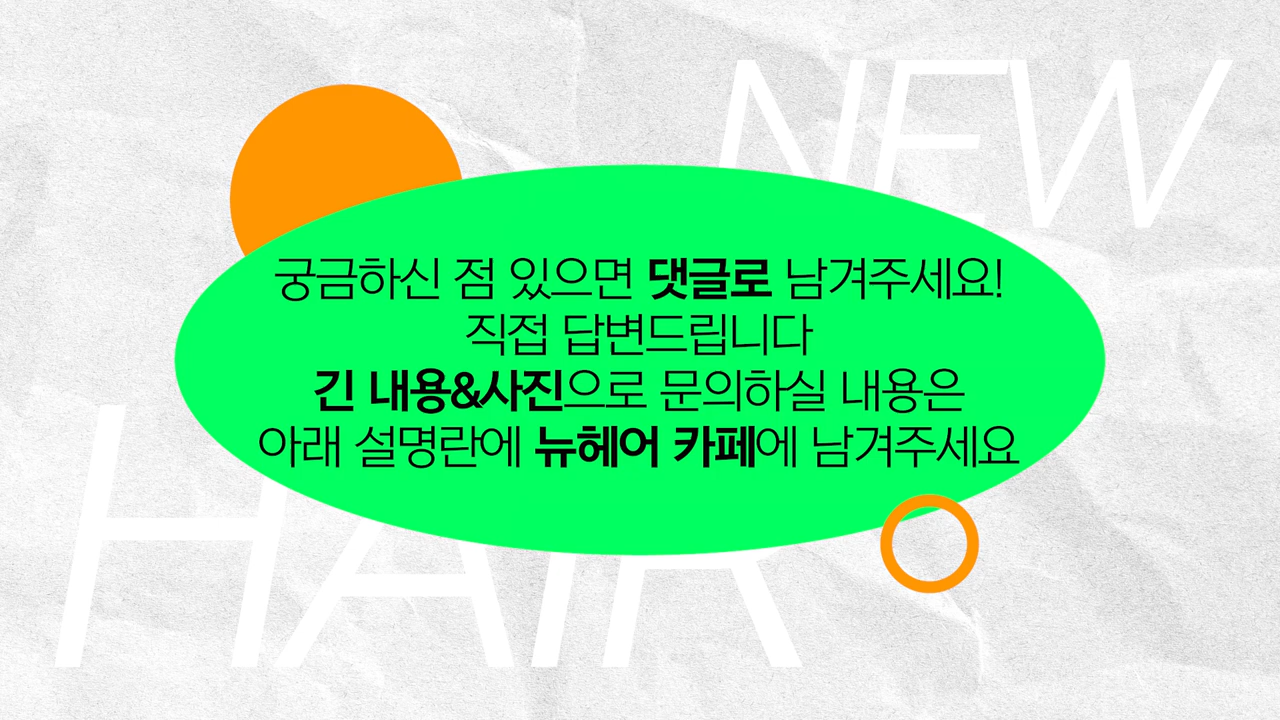 NEW
궁금하신 점 있으면 댓글로 남겨주세요!
직접 답변드립니다
긴 내용&사진으로 문의하실 내용은
아래 설명란에 뉴헤어 카페에 남겨주세요
HAIR